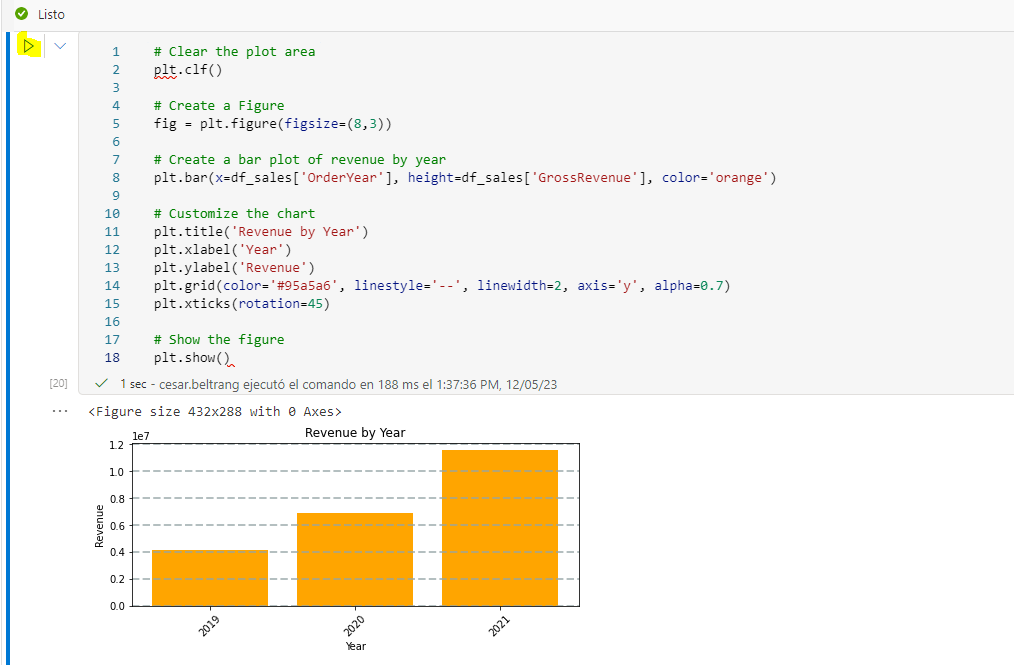 Listo
1 # Clear the plot area
2 plt.clf()
3
4 # Create a Figure
5 fig = plt.figure(figsize=(8,3))
6
7 # Create a bar plot of revenue by year
8 plt.bar(x=df_sales['OrderYear'], height=df_sales['GrossRevenue'], color='orange')
9
10 # Customize the chart
11 plt.title('Revenue by Year')
12 plt.xlabel('Year')
13 plt.ylabel('Revenue')
14 plt.grid(color='#95a5a6', linestyle='--', linewidth=2, axis='y', alpha=0.7)
15 plt.xticks(rotation=45)
16
17 # Show the figure
18 plt.show()
[20] 1 sec - cesar.beltrang ejecutó el comando en 188 ms el 1:37:36 PM, 12/05/23
... <Figure size 432x288 with 0 Axes>
Revenue by Year
1e7
1.2
1.0
0.8
0.6
0.4
0.2
0.0
Revenue
2019 2020 2021
Year